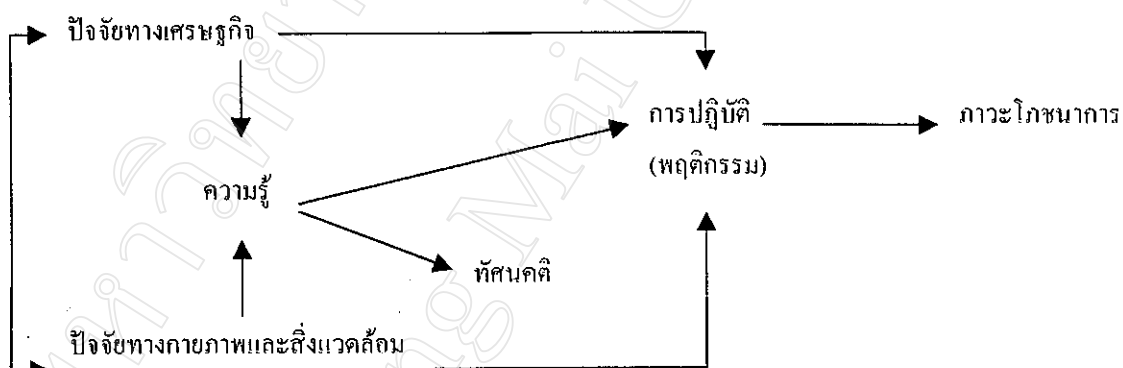 ปัจจัยทางเศรษฐกิจ
การปฏิบัติ
ภาวะโภชนาการ
(พฤติกรรม)
ความรู้
ทัศนคติ
ปัจจัยทางกายภาพและสิ่งแวดล้อม